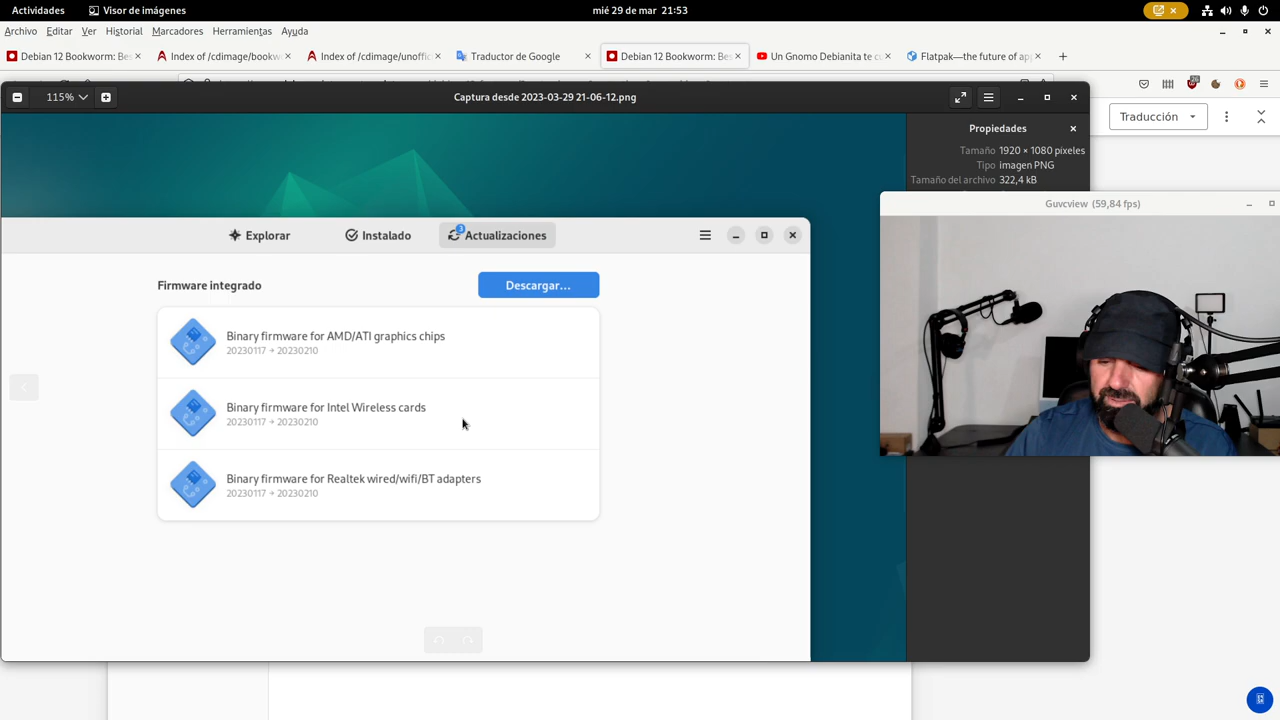 Actividades
Visor de imágenes
mié 29 de mar 21:53
Archivo Editar Ver Historial Marcadores Herramientas Ayuda
Debian 12 Bookworm: Bes
Index of /cdimage/bookw
Index of /cdimage/unoffi
Traductor de Google
Debian 12 Bookworm: Bes
Un Gnomo Debianita te c
Flatpak—the future of ap
115%
Captura desde 2023-03-29 21-06-12.png
Traducción
Propiedades
Tamaño 1920 × 1080 píxeles
Tipo imagen PNG
Tamaño del archivo 322,4 kB
Guvcview (59,84 fps)
Explorar
Instalado
3
Actualizaciones
Firmware integrado
Descargar...
Binary firmware for AMD/ATI graphics chips
20230117 → 20230210
Binary firmware for Intel Wireless cards
20230117 → 20230210
Binary firmware for Realtek wired/wifi/BT adapters
20230117 → 20230210